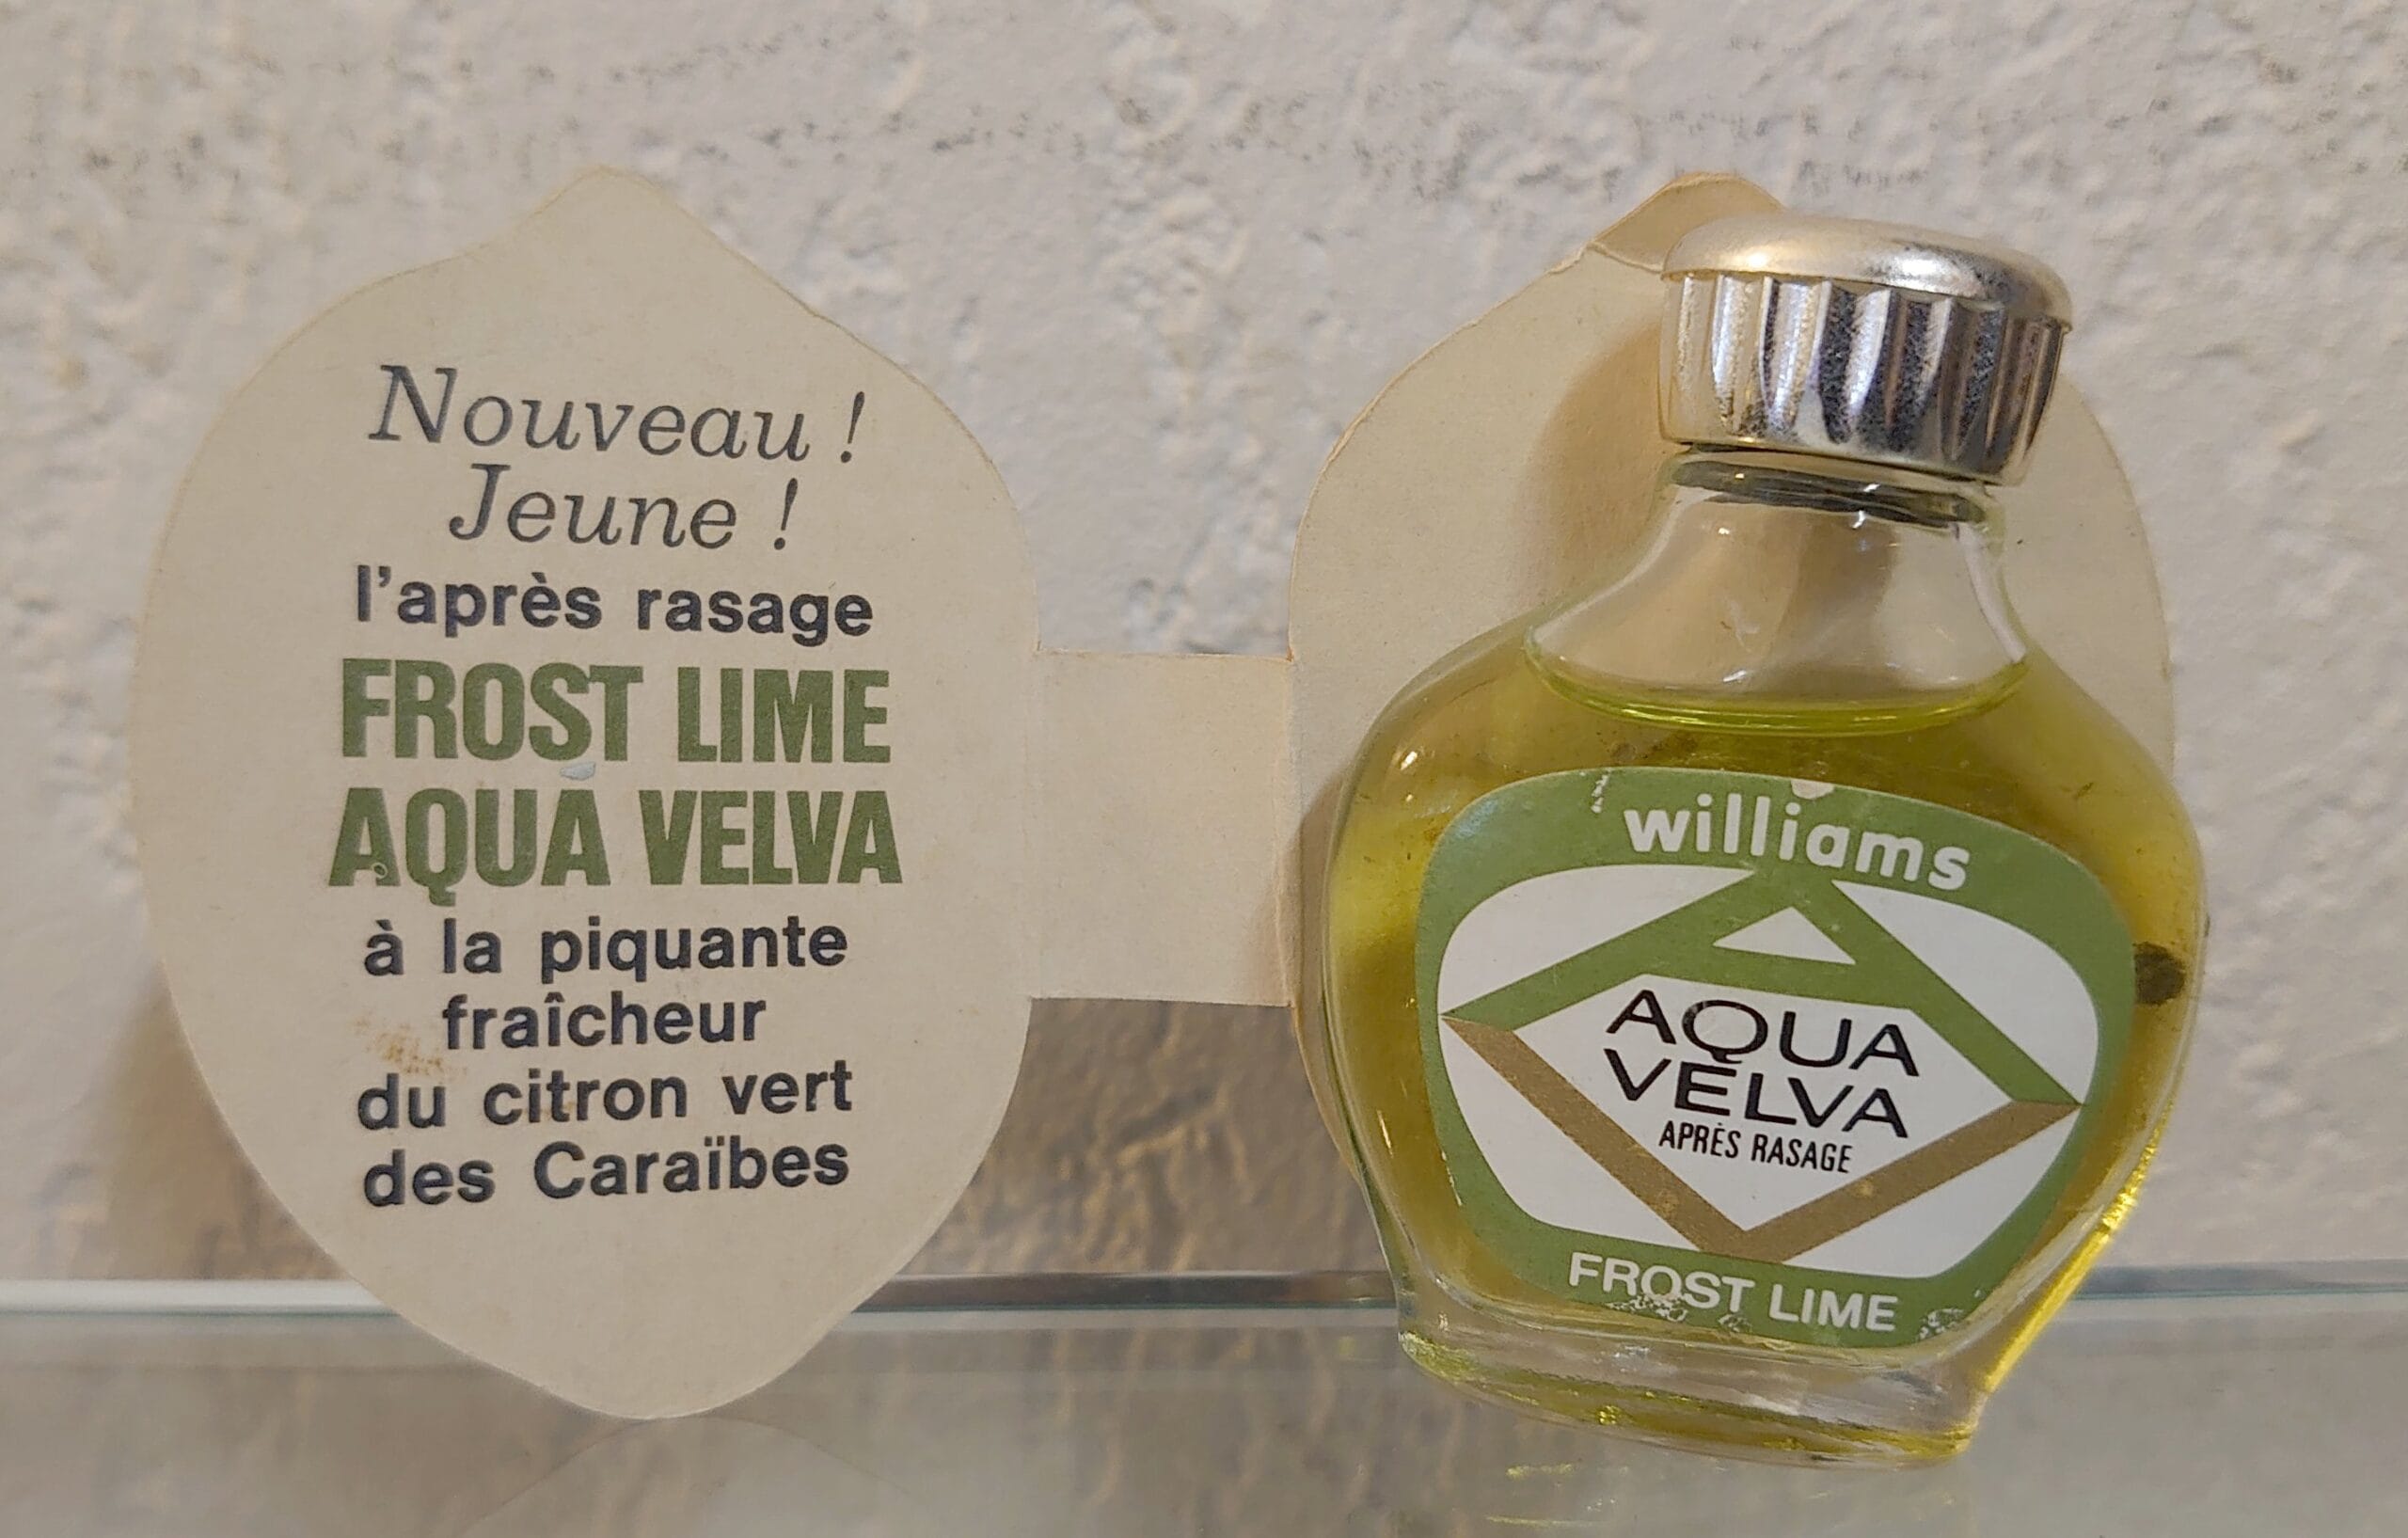 Nouveau !
Jeune !
l'après rasage
FROST LIME
AQUA VELVA
à la piquante
fraîcheur
du citron vert
des Caraïbes
williams
AQUA
VELVA
APRÈS RASAGE
FROST LIME